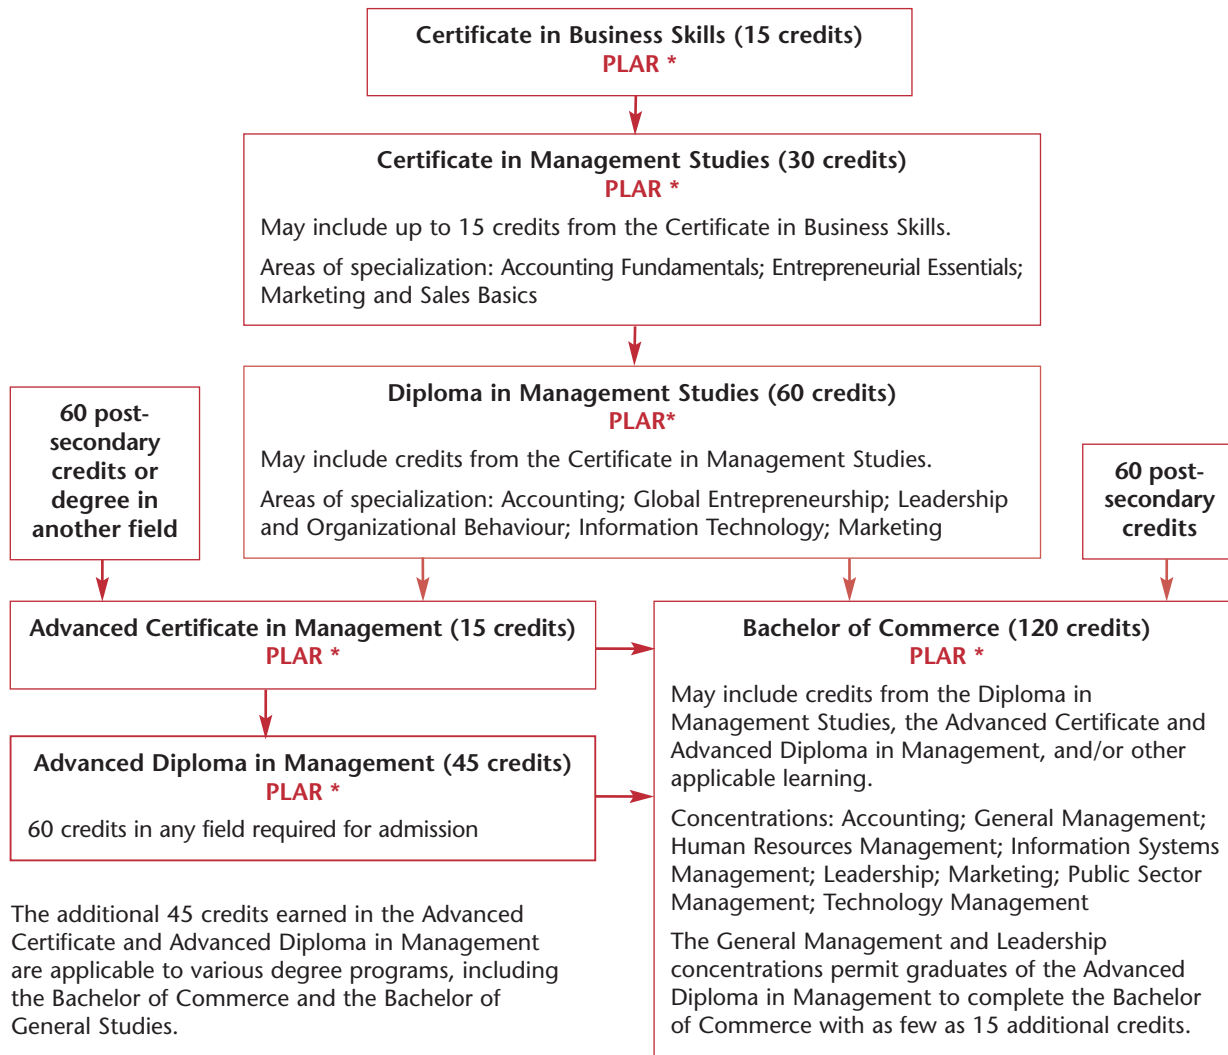 Certificate in Business Skills (15 credits)
PLAR *
Certificate in Management Studies (30 credits)
PLAR *
May include up to 15 credits from the Certificate in Business Skills.
Areas of specialization: Accounting Fundamentals; Entrepreneurial Essentials;
Marketing and Sales Basics
60 post-
secondary
credits or
degree in
another field
Diploma in Management Studies (60 credits)
PLAR*
May include credits from the Certificate in Management Studies.
Areas of specialization: Accounting; Global Entrepreneurship; Leadership
and Organizational Behaviour; Information Technology; Marketing
60 post-
secondary
credits
Advanced Certificate in Management (15 credits)
PLAR *
Advanced Diploma in Management (45 credits)
PLAR *
60 credits in any field required for admission
The additional 45 credits earned in the Advanced
Certificate and Advanced Diploma in Management
are applicable to various degree programs, including
the Bachelor of Commerce and the Bachelor of
General Studies.
Bachelor of Commerce (120 credits)
PLAR *
May include credits from the Diploma in
Management Studies, the Advanced Certificate and
Advanced Diploma in Management, and/or other
applicable learning.
Concentrations: Accounting; General Management;
Human Resources Management; Information Systems
Management; Leadership; Marketing; Public Sector
Management; Technology Management
The General Management and Leadership
concentrations permit graduates of the Advanced
Diploma in Management to complete the Bachelor
of Commerce with as few as 15 additional credits.